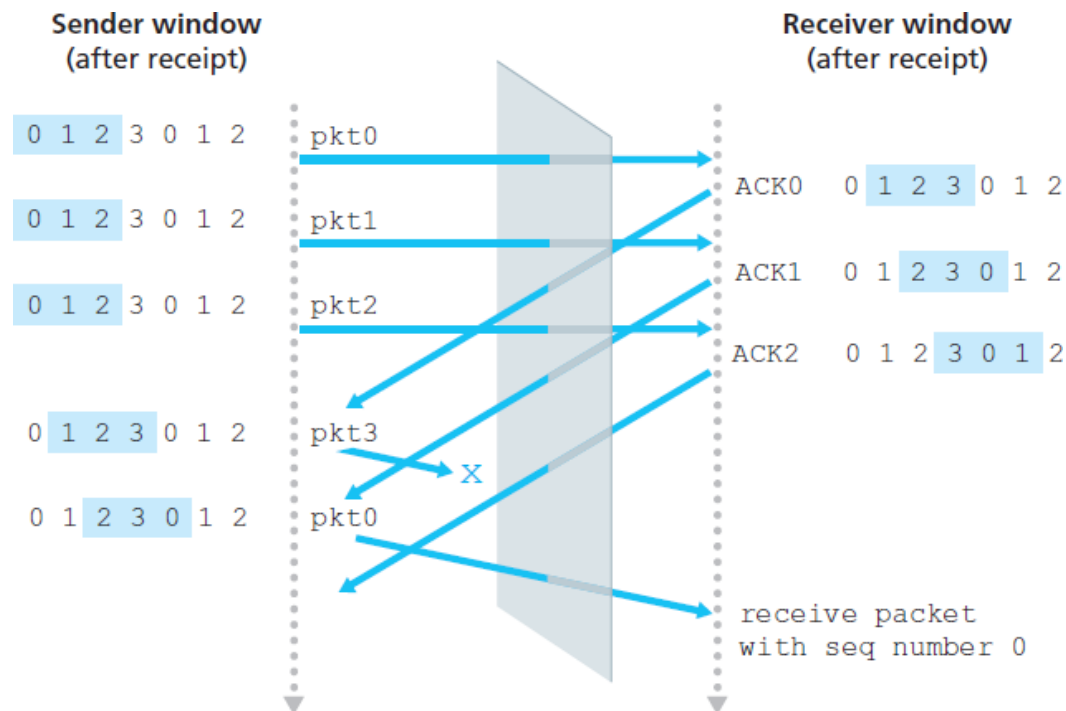 Sender window
(after receipt)
Receiver window
(after receipt)
0 1 2 3 0 1 2
pkt0
ACK0 0 1 2 3 0 1 2
0 1 2 3 0 1 2
pkt1
ACK1 0 1 2 3 0 1 2
0 1 2 3 0 1 2
pkt2
ACK2 0 1 2 3 0 1 2
0 1 2 3 0 1 2
pkt3
X
0 1 2 3 0 1 2
pkt0
receive packet
with seq number 0